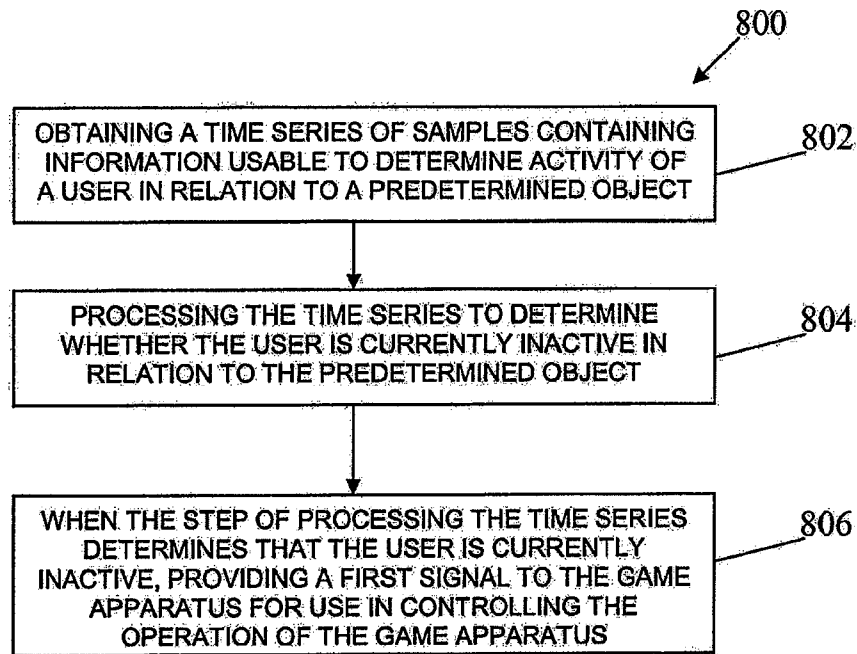 800
OBTAINING A TIME SERIES OF SAMPLES CONTAINING
INFORMATION USABLE TO DETERMINE ACTIVITY OF
A USER IN RELATION TO A PREDETERMINED OBJECT
802
PROCESSING THE TIME SERIES TO DETERMINE
WHETHER THE USER IS CURRENTLY INACTIVE IN
RELATION TO THE PREDETERMINED OBJECT
804
WHEN THE STEP OF PROCESSING THE TIME SERIES
DETERMINES THAT THE USER IS CURRENTLY
INACTIVE, PROVIDING A FIRST SIGNAL TO THE GAME
APPARATUS FOR USE IN CONTROLLING THE
OPERATION OF THE GAME APPARATUS
806